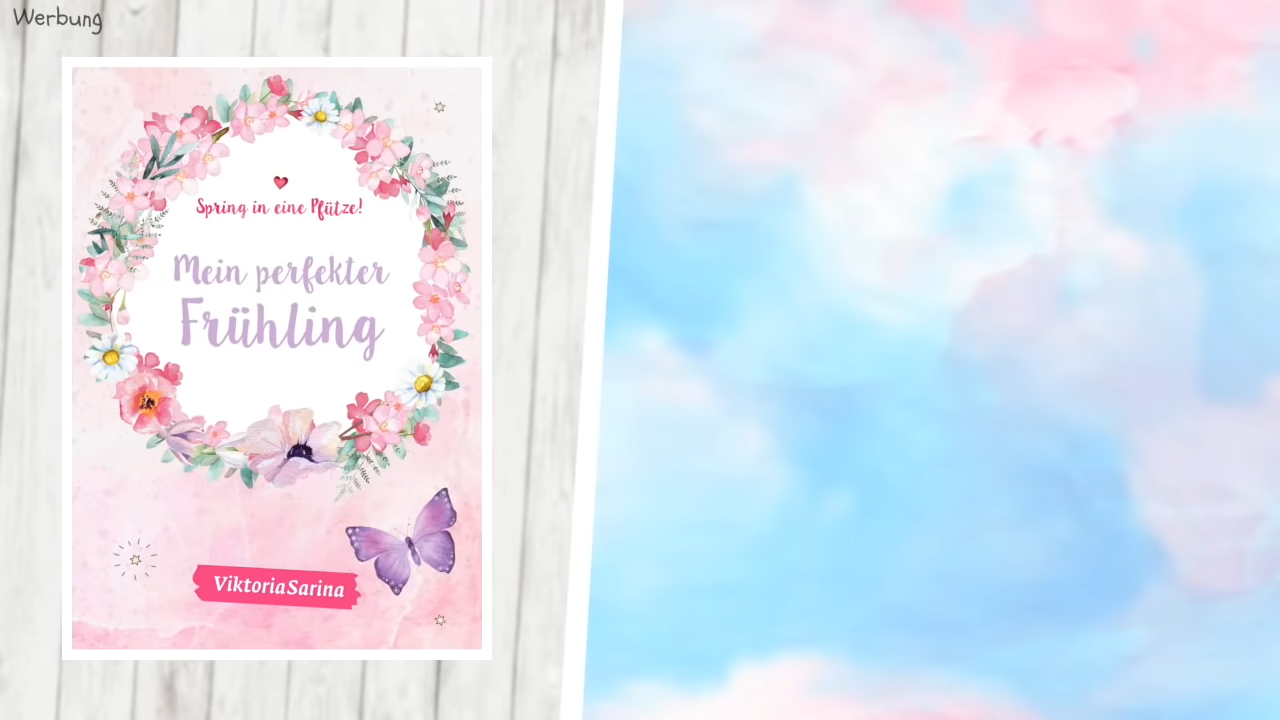 Werbung
Spring in eine Pfütze!
Mein perfekter
Frühling
ViktoriaSarina